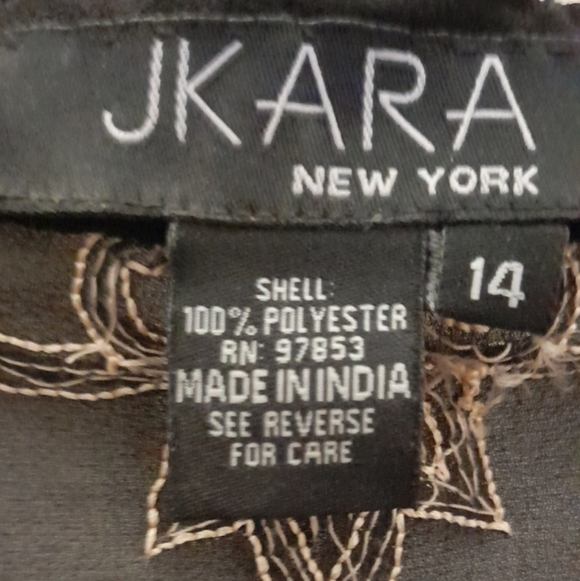 JKARA
NEW YORK
14
SHELL:
100% POLYESTER
RN: 97853
MADE IN INDIA
SEE REVERSE
FOR CARE